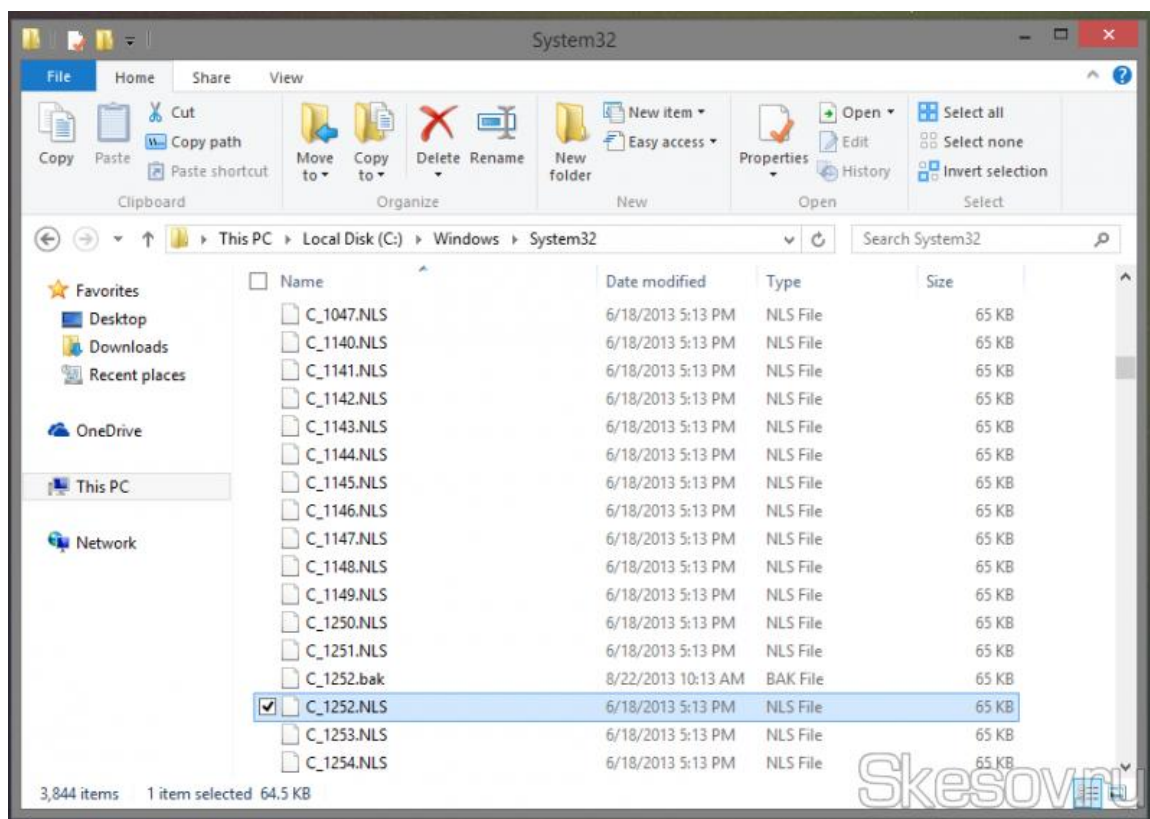 System32
File Home Share View
Copy
Paste
Cut
Copy path
Paste shortcut
Clipboard
Move to
Copy to
Delete
Rename
Organize
New folder
New item
Easy access
New
Properties
Open
Edit
History
Open
Select all
Select none
Invert selection
Select
This PC Local Disk (C:) Windows System32
Search System32
Favorites
Desktop
Downloads
Recent places
OneDrive
This PC
Network
Name Date modified Type Size
C_1047.NLS 6/18/2013 5:13 PM NLS File 65 KB
C_1140.NLS 6/18/2013 5:13 PM NLS File 65 KB
C_1141.NLS 6/18/2013 5:13 PM NLS File 65 KB
C_1142.NLS 6/18/2013 5:13 PM NLS File 65 KB
C_1143.NLS 6/18/2013 5:13 PM NLS File 65 KB
C_1144.NLS 6/18/2013 5:13 PM NLS File 65 KB
C_1145.NLS 6/18/2013 5:13 PM NLS File 65 KB
C_1146.NLS 6/18/2013 5:13 PM NLS File 65 KB
C_1147.NLS 6/18/2013 5:13 PM NLS File 65 KB
C_1148.NLS 6/18/2013 5:13 PM NLS File 65 KB
C_1149.NLS 6/18/2013 5:13 PM NLS File 65 KB
C_1250.NLS 6/18/2013 5:13 PM NLS File 65 KB
C_1251.NLS 6/18/2013 5:13 PM NLS File 65 KB
C_1252.bak 8/22/2013 10:13 AM BAK File 65 KB
C_1252.NLS 6/18/2013 5:13 PM NLS File 65 KB
C_1253.NLS 6/18/2013 5:13 PM NLS File 65 KB
C_1254.NLS 6/18/2013 5:13 PM NLS File 65 KB
3,844 items 1 item selected 64.5 KB
Skesov.ru